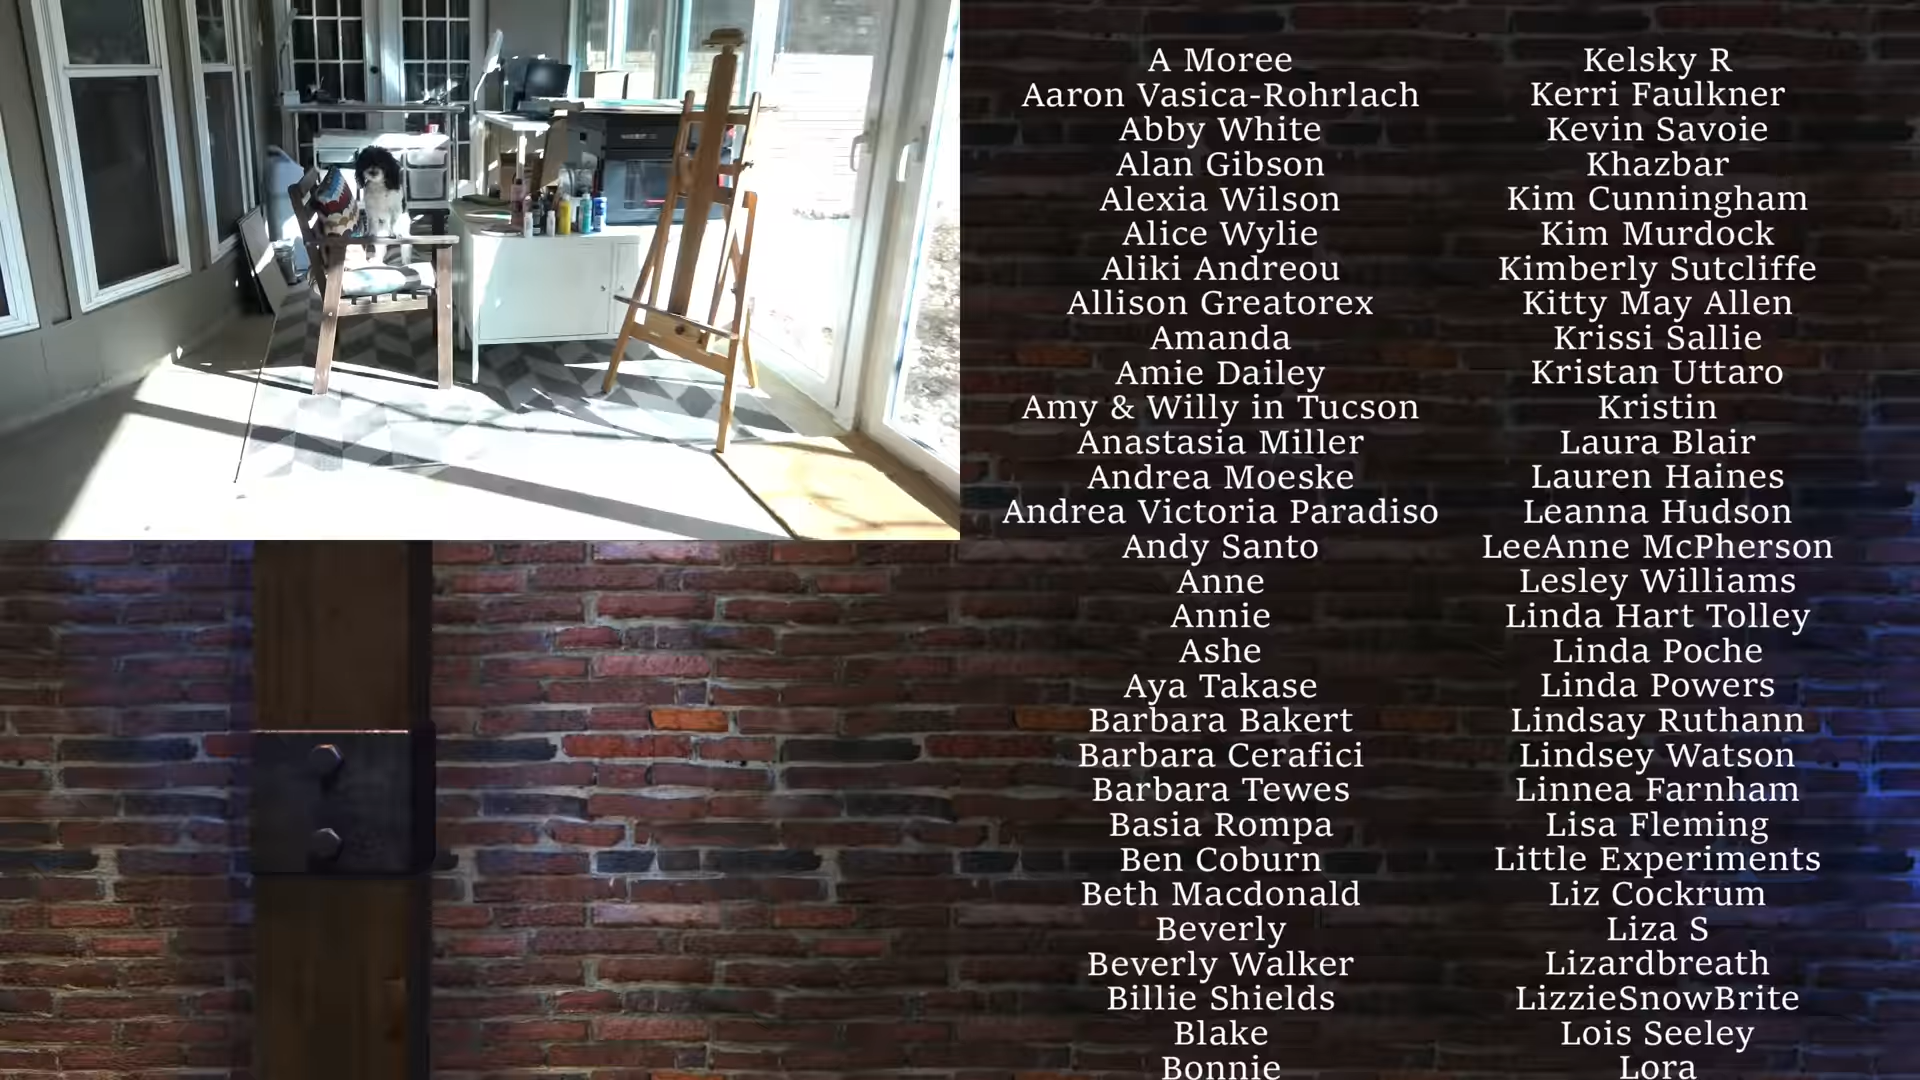 A Moree
Aaron Vasica-Rohrlach
Abby White
Alan Gibson
Alexia Wilson
Alice Wylie
Aliki Andreou
Allison Greatorex
Amanda
Amie Dailey
Amy & Willy in Tucson
Anastasia Miller
Andrea Moeske
Andrea Victoria Paradiso
Andy Santo
Anne
Annie
Ashe
Aya Takase
Barbara Bakert
Barbara Cerafici
Barbara Tewes
Basia Rompa
Ben Coburn
Beth Macdonald
Beverly
Beverly Walker
Billie Shields
Blake
Bonnie
Kelsky R
Kerri Faulkner
Kevin Savoie
Khazbar
Kim Cunningham
Kim Murdock
Kimberly Sutcliffe
Kitty May Allen
Krissi Sallie
Kristan Uttaro
Kristin
Laura Blair
Lauren Haines
Leanna Hudson
LeeAnne McPherson
Lesley Williams
Linda Hart Tolley
Linda Poche
Linda Powers
Lindsay Ruthann
Lindsey Watson
Linnea Farnham
Lisa Fleming
Little Experiments
Liz Cockrum
Liza S
Lizardbreath
LizzieSnowBrite
Lois Seeley
Lora